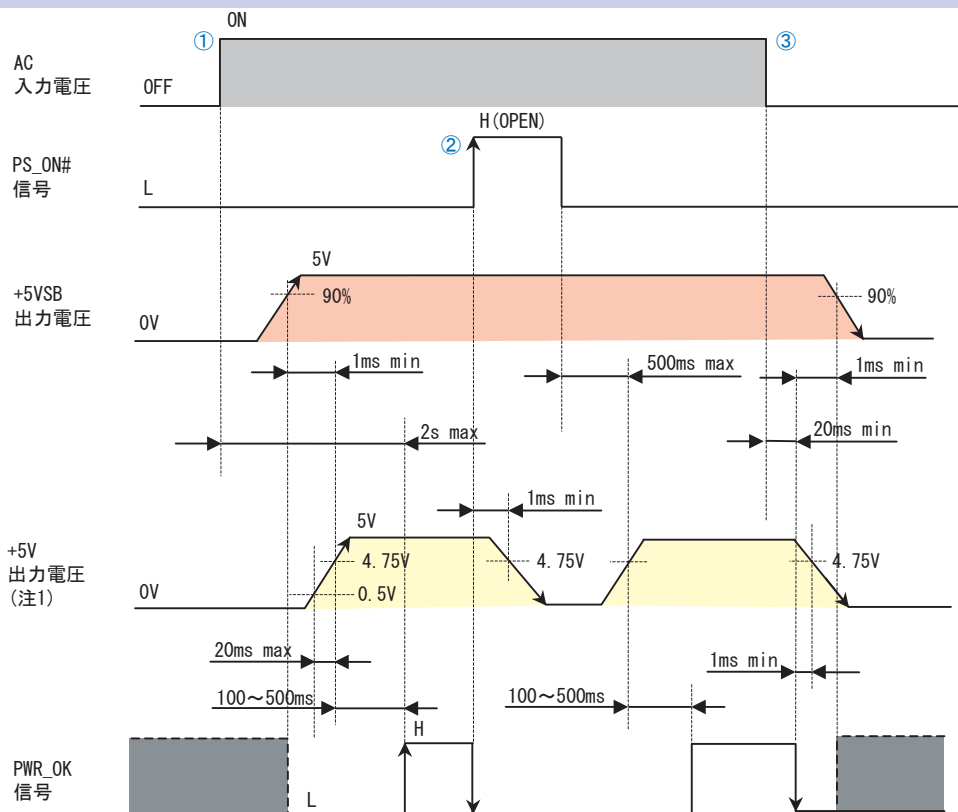 ON
①
③
AC
入力電圧
OFF
H(OPEN)
②
PS_ON#
信号
L
5V
+5VSB
出力電圧
90%
90%
0V
1ms min
500ms max
1ms min
2s max
20ms min
1ms min
5V
+5V
出力電圧
(注1)
4.75V
4.75V
4.75V
0.5V
0V
20ms max
1ms min
100～500ms
100～500ms
H
PWR_OK
信号
L